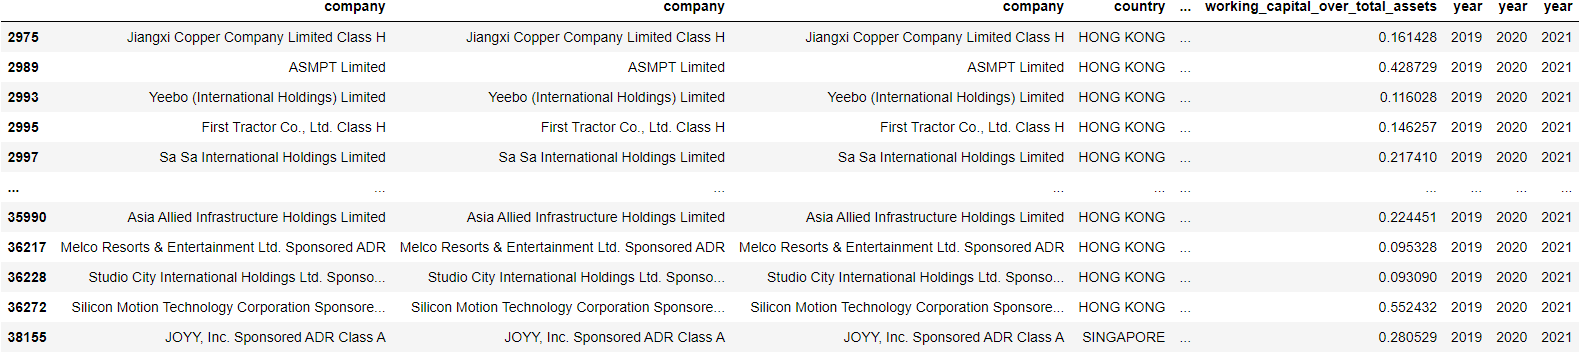 company company company country ... working_capital_over_total_assets year year year
2975 Jiangxi Copper Company Limited Class H Jiangxi Copper Company Limited Class H Jiangxi Copper Company Limited Class H HONG KONG ... 0.161428 2019 2020 2021
2989 ASMPT Limited ASMPT Limited ASMPT Limited HONG KONG ... 0.428729 2019 2020 2021
2993 Yeebo (International Holdings) Limited Yeebo (International Holdings) Limited Yeebo (International Holdings) Limited HONG KONG ... 0.116028 2019 2020 2021
2995 First Tractor Co., Ltd. Class H First Tractor Co., Ltd. Class H First Tractor Co., Ltd. Class H HONG KONG ... 0.146257 2019 2020 2021
2997 Sa Sa International Holdings Limited Sa Sa International Holdings Limited Sa Sa International Holdings Limited HONG KONG ... 0.217410 2019 2020 2021
... ... ... ... ... ... ... ... ... ...
35990 Asia Allied Infrastructure Holdings Limited Asia Allied Infrastructure Holdings Limited Asia Allied Infrastructure Holdings Limited HONG KONG ... 0.224451 2019 2020 2021
36217 Melco Resorts & Entertainment Ltd. Sponsored ADR Melco Resorts & Entertainment Ltd. Sponsored ADR Melco Resorts & Entertainment Ltd. Sponsored ADR HONG KONG ... 0.095328 2019 2020 2021
36228 Studio City International Holdings Ltd. Sponso... Studio City International Holdings Ltd. Sponso... Studio City International Holdings Ltd. Sponso... HONG KONG ... 0.093090 2019 2020 2021
36272 Silicon Motion Technology Corporation Sponsore... Silicon Motion Technology Corporation Sponsore... Silicon Motion Technology Corporation Sponsore... HONG KONG ... 0.552432 2019 2020 2021
38155 JOYY, Inc. Sponsored ADR Class A JOYY, Inc. Sponsored ADR Class A JOYY, Inc. Sponsored ADR Class A SINGAPORE ... 0.280529 2019 2020 2021